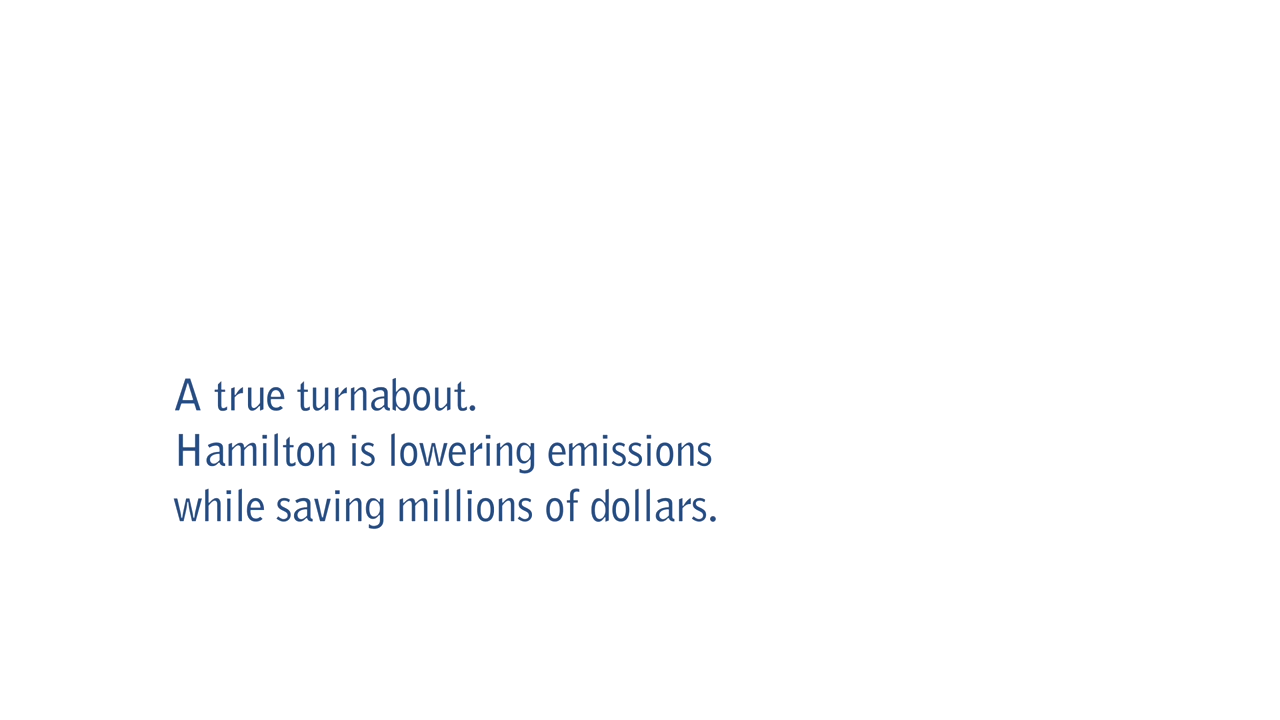 A true turnabout.
Hamilton is lowering emissions
while saving millions of dollars.